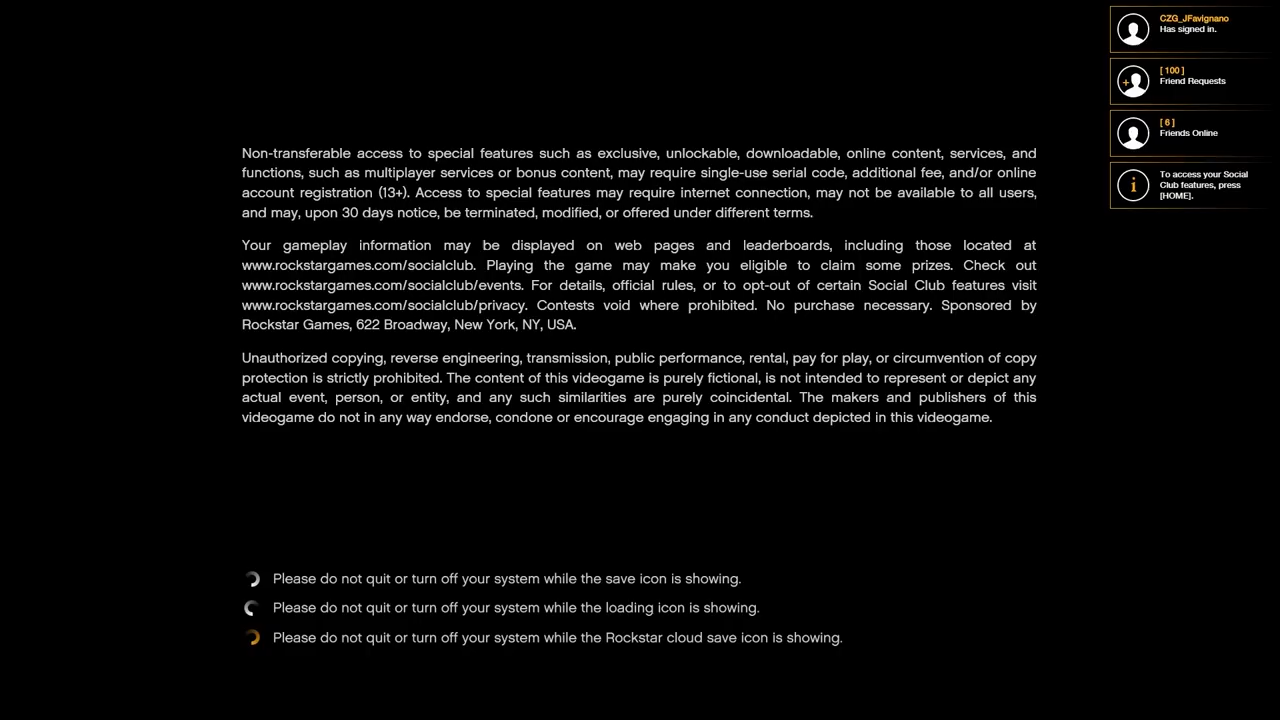 CZG_JFavignano
Has signed in.
[ 100 ]
Friend Requests
[ 6 ]
Friends Online
To access your Social
Club features, press
[HOME].
Non-transferable access to special features such as exclusive, unlockable, downloadable, online content, services, and
functions, such as multiplayer services or bonus content, may require single-use serial code, additional fee, and/or online
account registration (13+). Access to special features may require internet connection, may not be available to all users,
and may, upon 30 days notice, be terminated, modified, or offered under different terms.
Your gameplay information may be displayed on web pages and leaderboards, including those located at
www.rockstargames.com/socialclub. Playing the game may make you eligible to claim some prizes. Check out
www.rockstargames.com/socialclub/events. For details, official rules, or to opt-out of certain Social Club features visit
www.rockstargames.com/socialclub/privacy. Contests void where prohibited. No purchase necessary. Sponsored by
Rockstar Games, 622 Broadway, New York, NY, USA.
Unauthorized copying, reverse engineering, transmission, public performance, rental, pay for play, or circumvention of copy
protection is strictly prohibited. The content of this videogame is purely fictional, is not intended to represent or depict any
actual event, person, or entity, and any such similarities are purely coincidental. The makers and publishers of this
videogame do not in any way endorse, condone or encourage engaging in any conduct depicted in this videogame.
Please do not quit or turn off your system while the save icon is showing.
Please do not quit or turn off your system while the loading icon is showing.
Please do not quit or turn off your system while the Rockstar cloud save icon is showing.